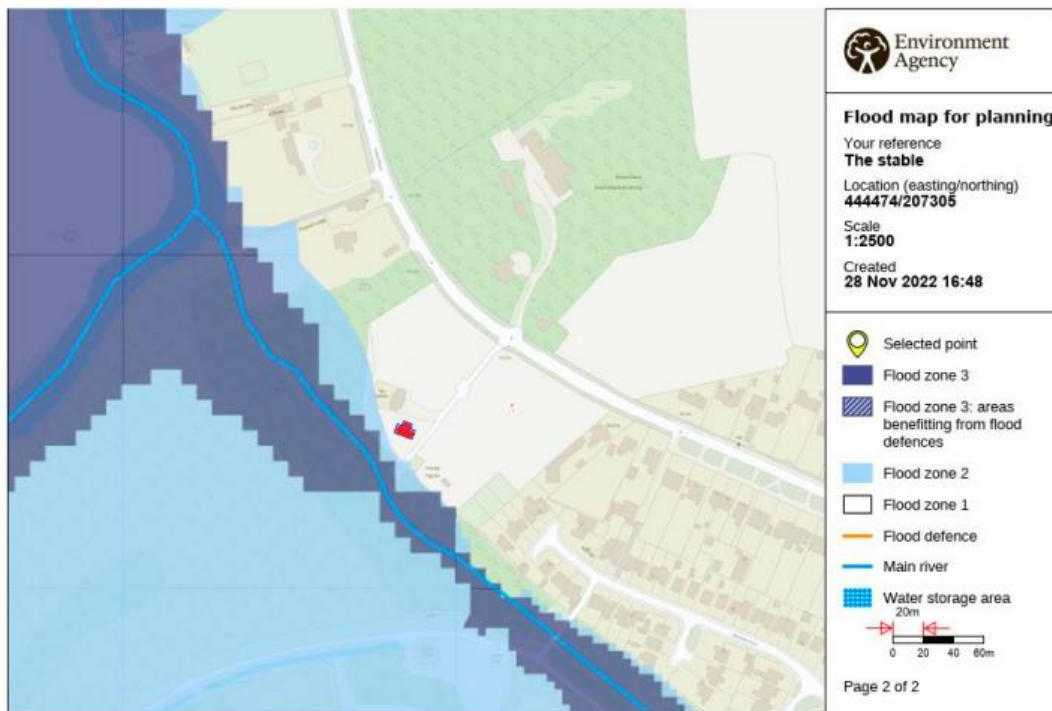 Environment
Agency
Flood map for planning
Your reference
The stable
Location (easting/northing)
444474/207305
Scale
1:2500
Created
28 Nov 2022 16:48
Selected point
Flood zone 3
Flood zone 3: areas
benefitting from flood
defences
Flood zone 2
Flood zone 1
Flood defence
Main river
Water storage area
20m
0 20 40 60m
Page 2 of 2